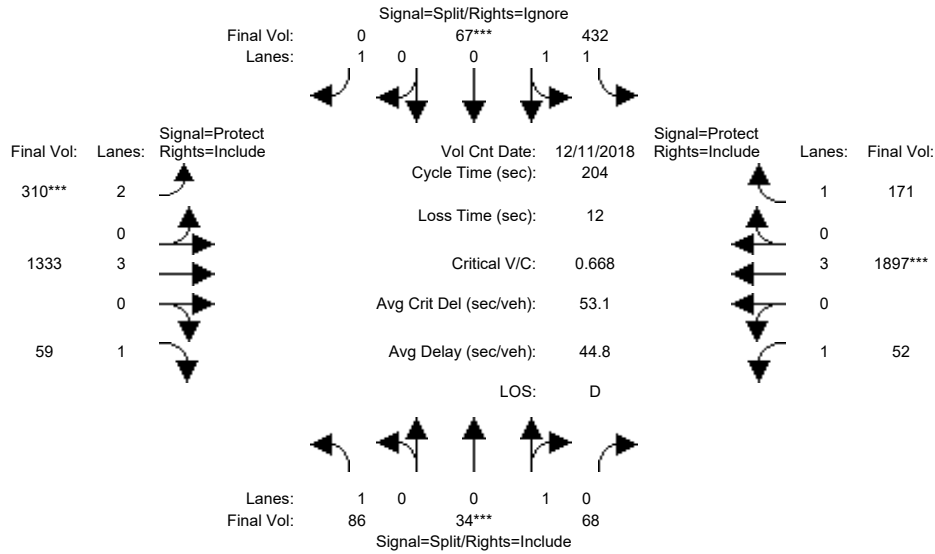 Signal=Split/Rights=Ignore
Final Vol: 0 67*** 432
Lanes: 1 0 0 1 1
Signal=Protect
Final Vol: Lanes: Rights=Include
Vol Cnt Date: 12/11/2018
Signal=Protect
Rights=Include Lanes: Final Vol:
Cycle Time (sec): 204
310*** 2
1 171
Loss Time (sec): 12
0
0
1333 3
Critical V/C: 0.668
3 1897***
0
Avg Crit Del (sec/veh): 53.1
0
59 1
Avg Delay (sec/veh): 44.8
1 52
LOS: D
Lanes: 1 0 0 1 0
Final Vol: 86 34*** 68
Signal=Split/Rights=Include